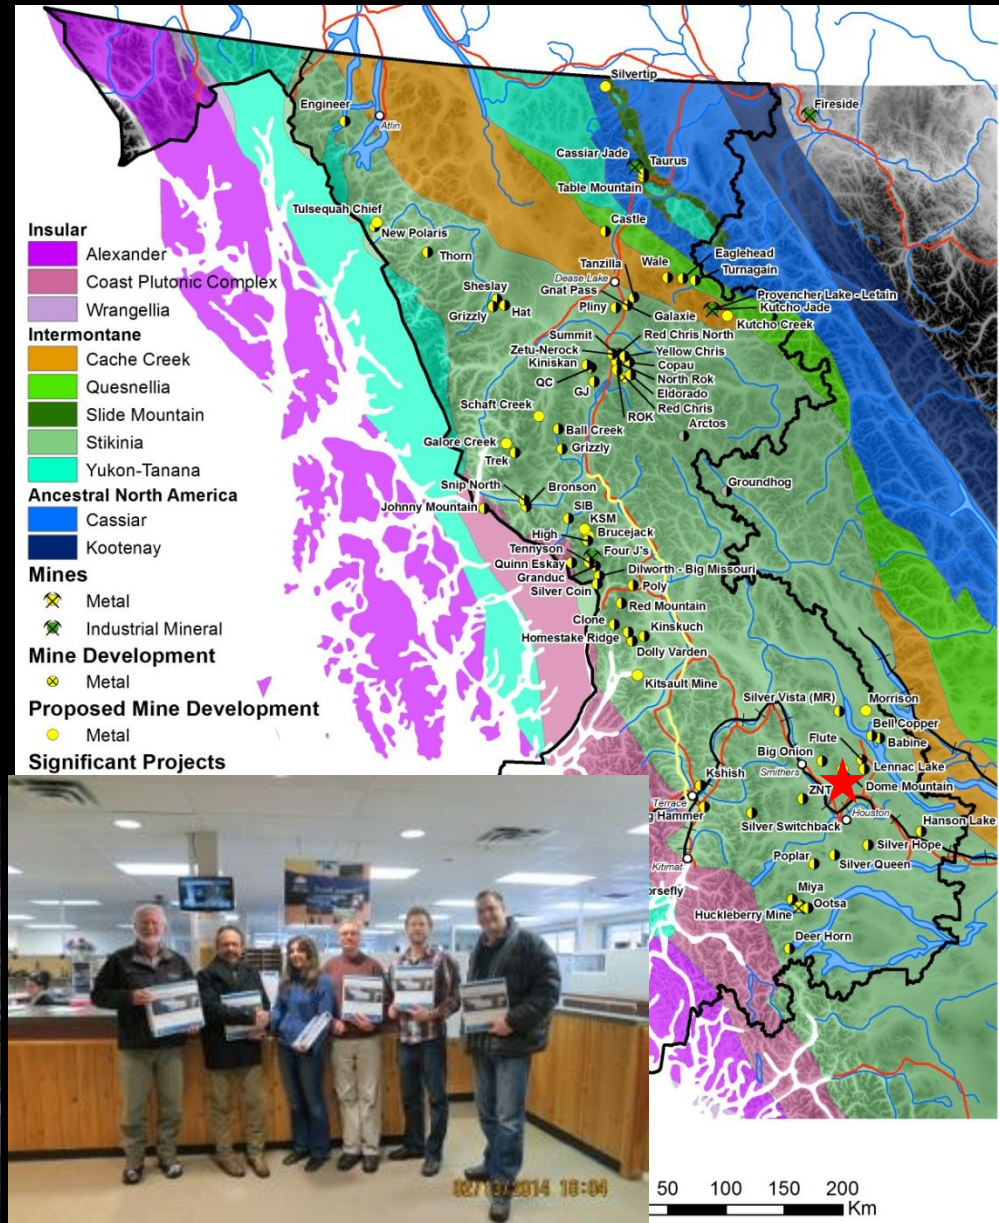 Silvertip
Fireside
Engineer
Atlin
Cassiar Jade
Taurus
Table Mountain
Tulsequah Chief
New Polaris
Castle
Thorn
Eaglehead
Wale
Turnagain
Tanzilla
Dease Lake
Gnat Pass
Provencher Lake - Letain
Kutcho Jade
Sheslay
Pliny
Galaxie
Kutcho Creek
Grizzly
Hat
Summit
Red Chris North
Zetu-Nerock
Yellow Chris
Kiniskan
Copau
QC
North Rok
GJ
Eldorado
Red Chris
Schaft Creek
ROK
Arctos
Ball Creek
Galore Creek
Grizzly
Trek
Groundhog
Snip North
Bronson
Johnny Mountain
SIB
KSM
High
Brucejack
Tennyson
Four J's
Quinn Eskay
Dilworth - Big Missouri
Granduc
Silver Coin
Poly
Red Mountain
Clone
Kinskuch
Homestake Ridge
Dolly Varden
Kitsault Mine
Silver Vista (MR)
Morrison
Bell Copper
Flute
Babine
Big Onion
Lennac Lake
Smithers
Kshish
ZNT
Dome Mountain
Terrace
g Hammer
Houston
Hanson Lake
Silver Switchback
Silver Hope
Kitimat
Poplar
Silver Queen
orsefly
Miya
Ootsa
Huckleberry Mine
Deer Horn
Insular
Alexander
Coast Plutonic Complex
Wrangellia
Intermontane
Cache Creek
Quesnellia
Slide Mountain
Stikinia
Yukon-Tanana
Ancestral North America
Cassiar
Kootenay
Mines
Metal
Industrial Mineral
Mine Development
Metal
Proposed Mine Development
Metal
Significant Projects
50 100 150 200
Km